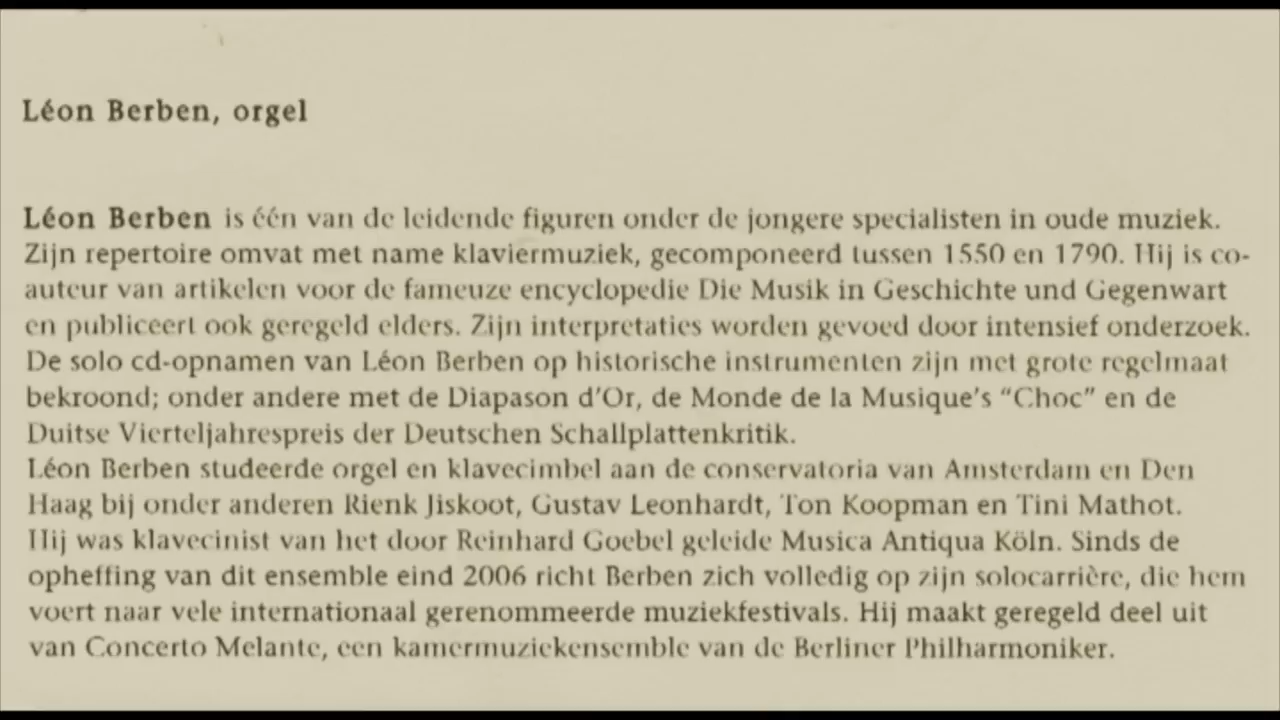 Léon Berben, orgel
Léon Berben is één van de leidende figuren onder de jongere specialisten in oude muziek.
Zijn repertoire omvat met name klaviermuziek, gecomponeerd tussen 1550 en 1790. Hij is co-
auteur van artikelen voor de fameuze encyclopedie Die Musik in Geschichte und Gegenwart
en publiceert ook geregeld elders. Zijn interpretaties worden gevoed door intensief onderzoek.
De solo cd-opnamen van Léon Berben op historische instrumenten zijn met grote regelmaat
bekroond; onder andere met de Diapason d'Or, de Monde de la Musique's “Choc” en de
Duitse Vierteljahrespreis der Deutschen Schallplattenkritik.
Léon Berben studeerde orgel en klavecimbel aan de conservatoria van Amsterdam en Den
Haag bij onder anderen Rienk Jiskoot, Gustav Leonhardt, Ton Koopman en Tini Mathot.
Hij was klavecinist van het door Reinhard Goebel geleide Musica Antiqua Köln. Sinds de
opheffing van dit ensemble eind 2006 richt Berben zich volledig op zijn solocarrière, die hem
voert naar vele internationaal gerenommeerde muziekfestivals. Hij maakt geregeld deel uit
van Concerto Melante, een kamermuziekensemble van de Berliner Philharmoniker.